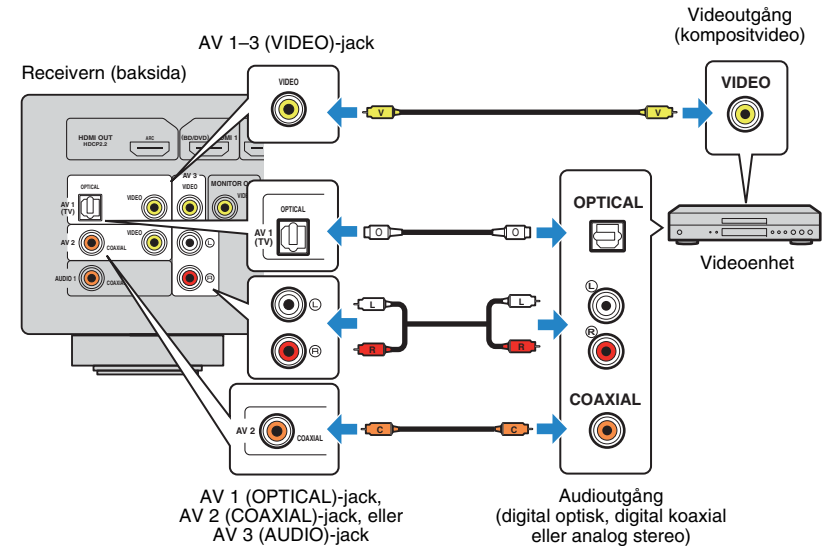 Videoutgång
(kompositvideo)
AV 1–3 (VIDEO)-jack
Receivern (baksida)
VIDEO
V
V
VIDEO
HDMI OUT
HDCP2.2
ARC
(BD/DVD)
MI 1
AV 3
OPTICAL
VIDEO
VIDEO
MONITOR O
VID
AV 1
(TV)
OPTICAL
AV 1
(TV)
O
O
OPTICAL
AV 2
COAXIAL
VIDEO
L
R
AUDIO 1
COAXIAL
Videoenhet
L
R
L
R
L
R
L
R
COAXIAL
AV 2
COAXIAL
C
C
AV 1 (OPTICAL)-jack,
AV 2 (COAXIAL)-jack, eller
AV 3 (AUDIO)-jack
Audioutgång
(digital optisk, digital koaxial
eller analog stereo)